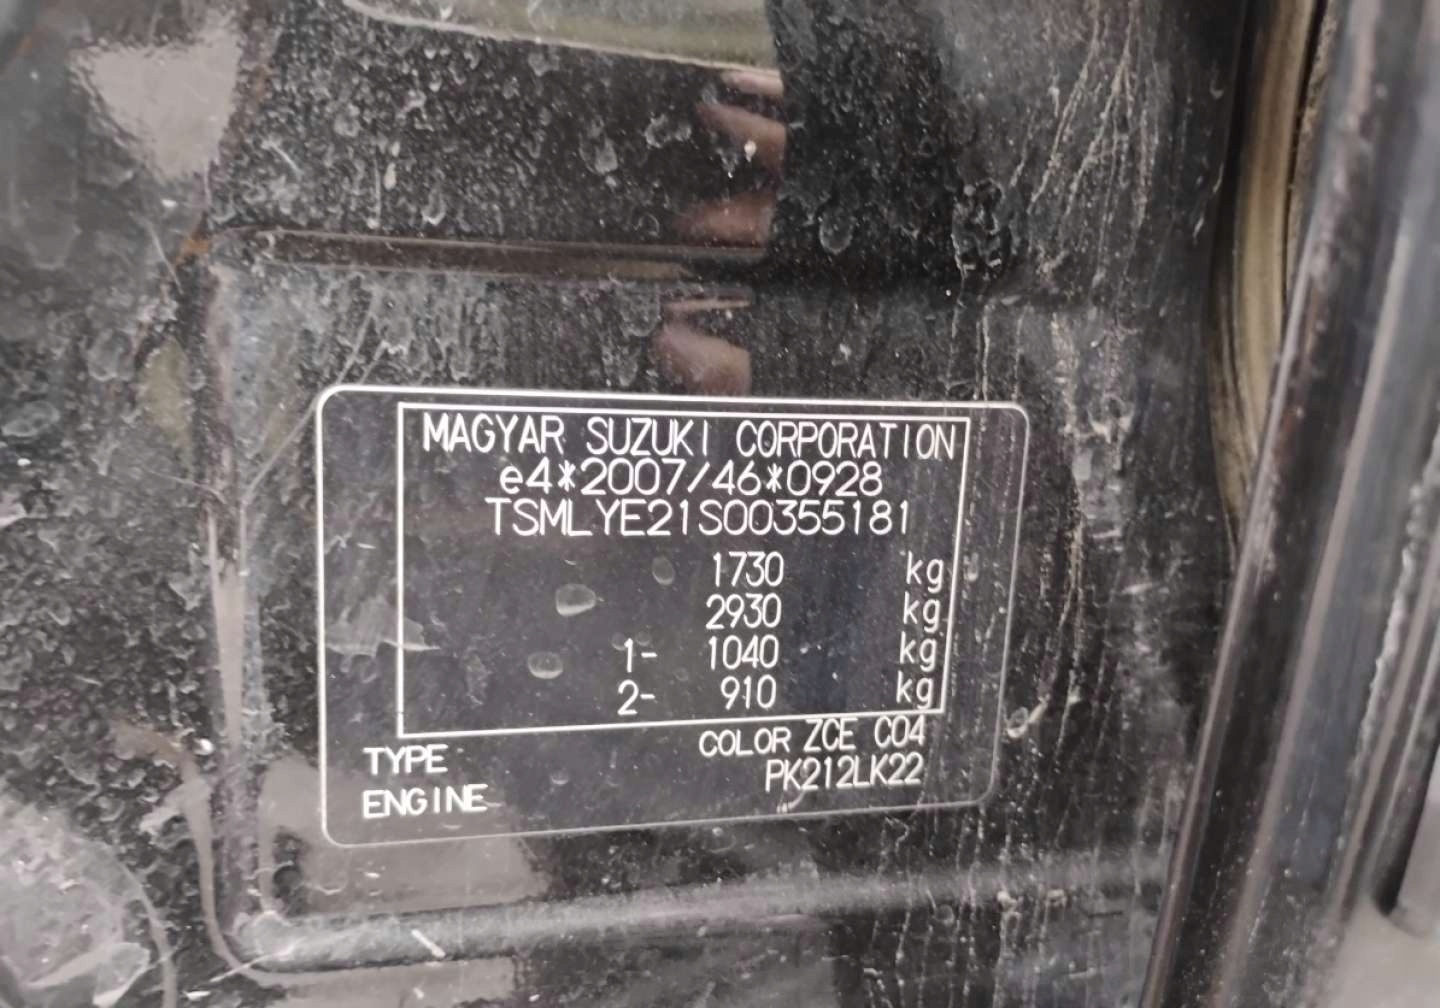 MAGYAR SUZUKI CORPORATION
e4*2007/46*0928
TSMLYE21S00355181
1730 kg
2930 kg
1- 1040 kg
2- 910 kg
TYPE COLOR ZCE C04
ENGINE PK212LK22